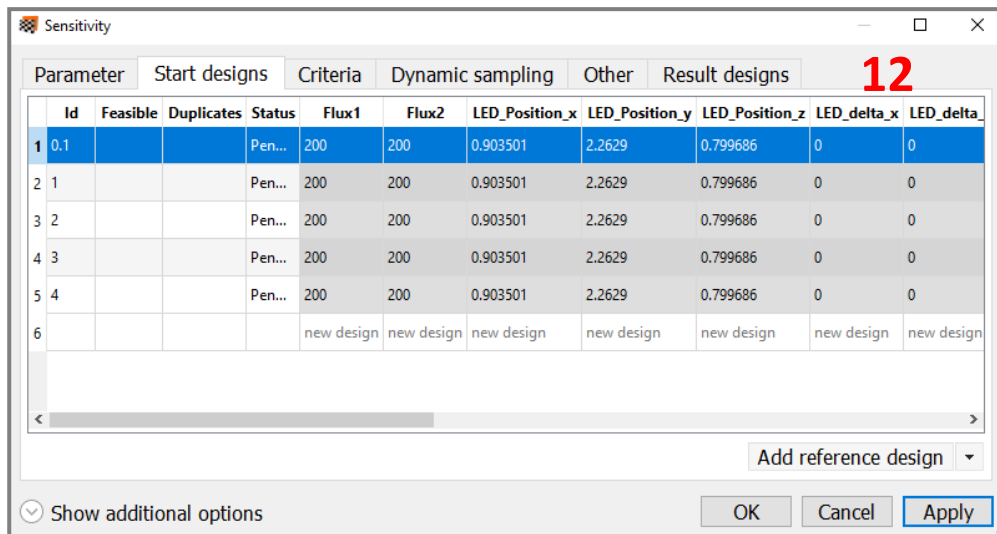 Sensitivity
Parameter Start designs Criteria Dynamic sampling Other Result designs
12
Id Feasible Duplicates Status Flux1 Flux2 LED_Position_x LED_Position_y LED_Position_z LED_delta_x LED_delta_
1 0.1 Pen... 200 200 0.903501 2.2629 0.799686 0 0
2 1 Pen... 200 200 0.903501 2.2629 0.799686 0 0
3 2 Pen... 200 200 0.903501 2.2629 0.799686 0 0
4 3 Pen... 200 200 0.903501 2.2629 0.799686 0 0
5 4 Pen... 200 200 0.903501 2.2629 0.799686 0 0
6 new design new design new design new design new design new design new design
Add reference design
Show additional options OK Cancel Apply